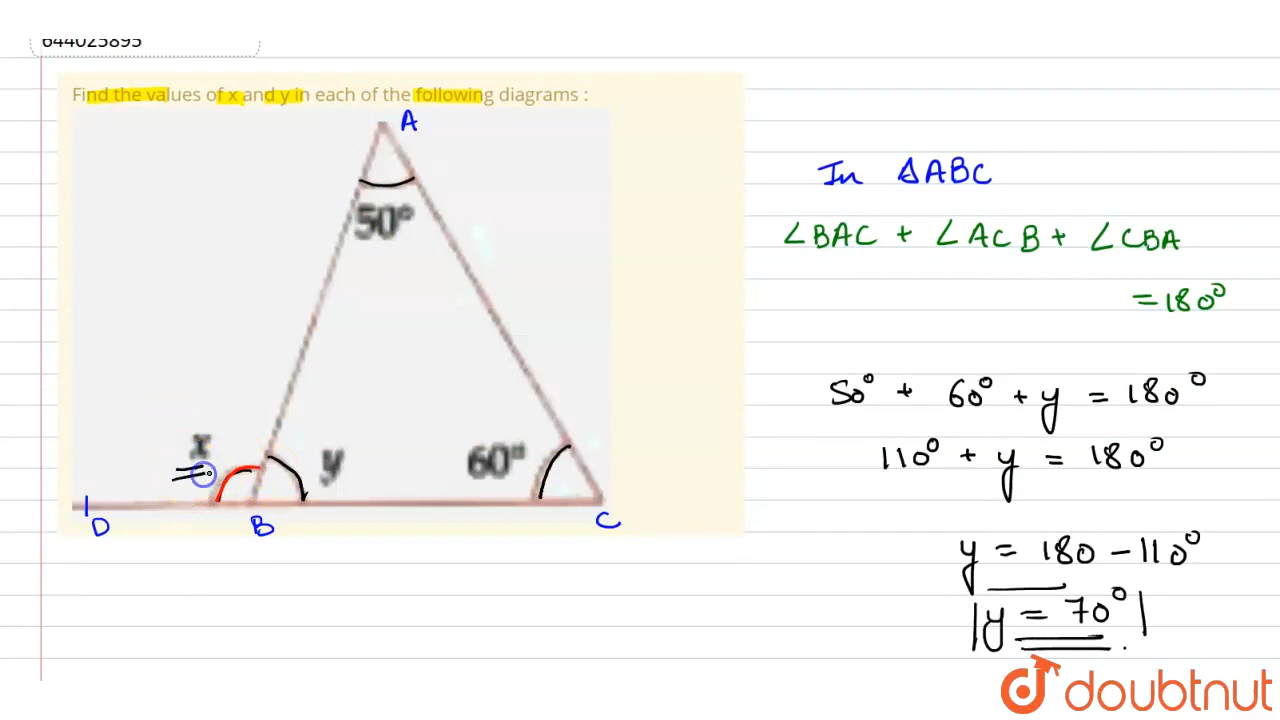 644025895
Find the values of x and y in each of the following diagrams :
A
50°
x
y
60°
D
B
C
In ΔABC
∠BAC + ∠ACB + ∠CBA
= 180°
50° + 60° + y = 180°
110° + y = 180°
y = 180 - 110°
|y = 70°|
doubtnut